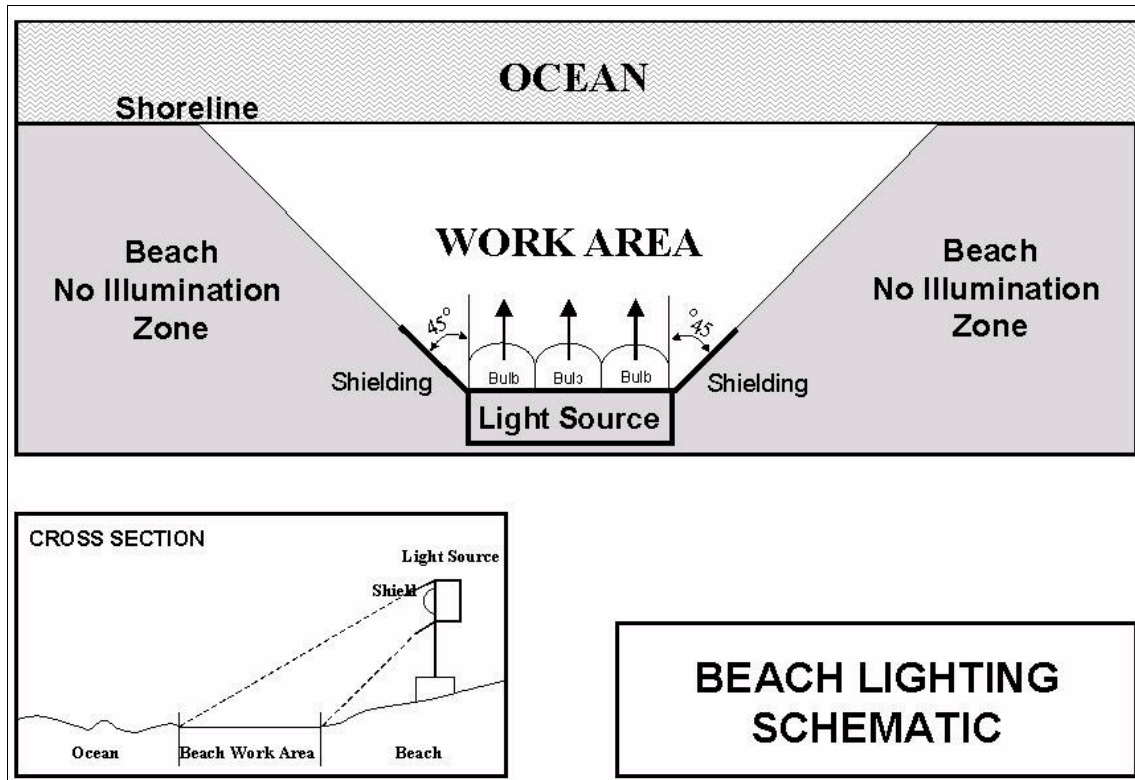 OCEAN
Shoreline
WORK AREA
Beach
No Illumination
Zone
Beach
No Illumination
Zone
45°
°45
Shielding
Bulb
Bulb
Bulb
Shielding
Light Source
CROSS SECTION
Light Source
Shield
Ocean
Beach Work Area
Beach
BEACH LIGHTING
SCHEMATIC